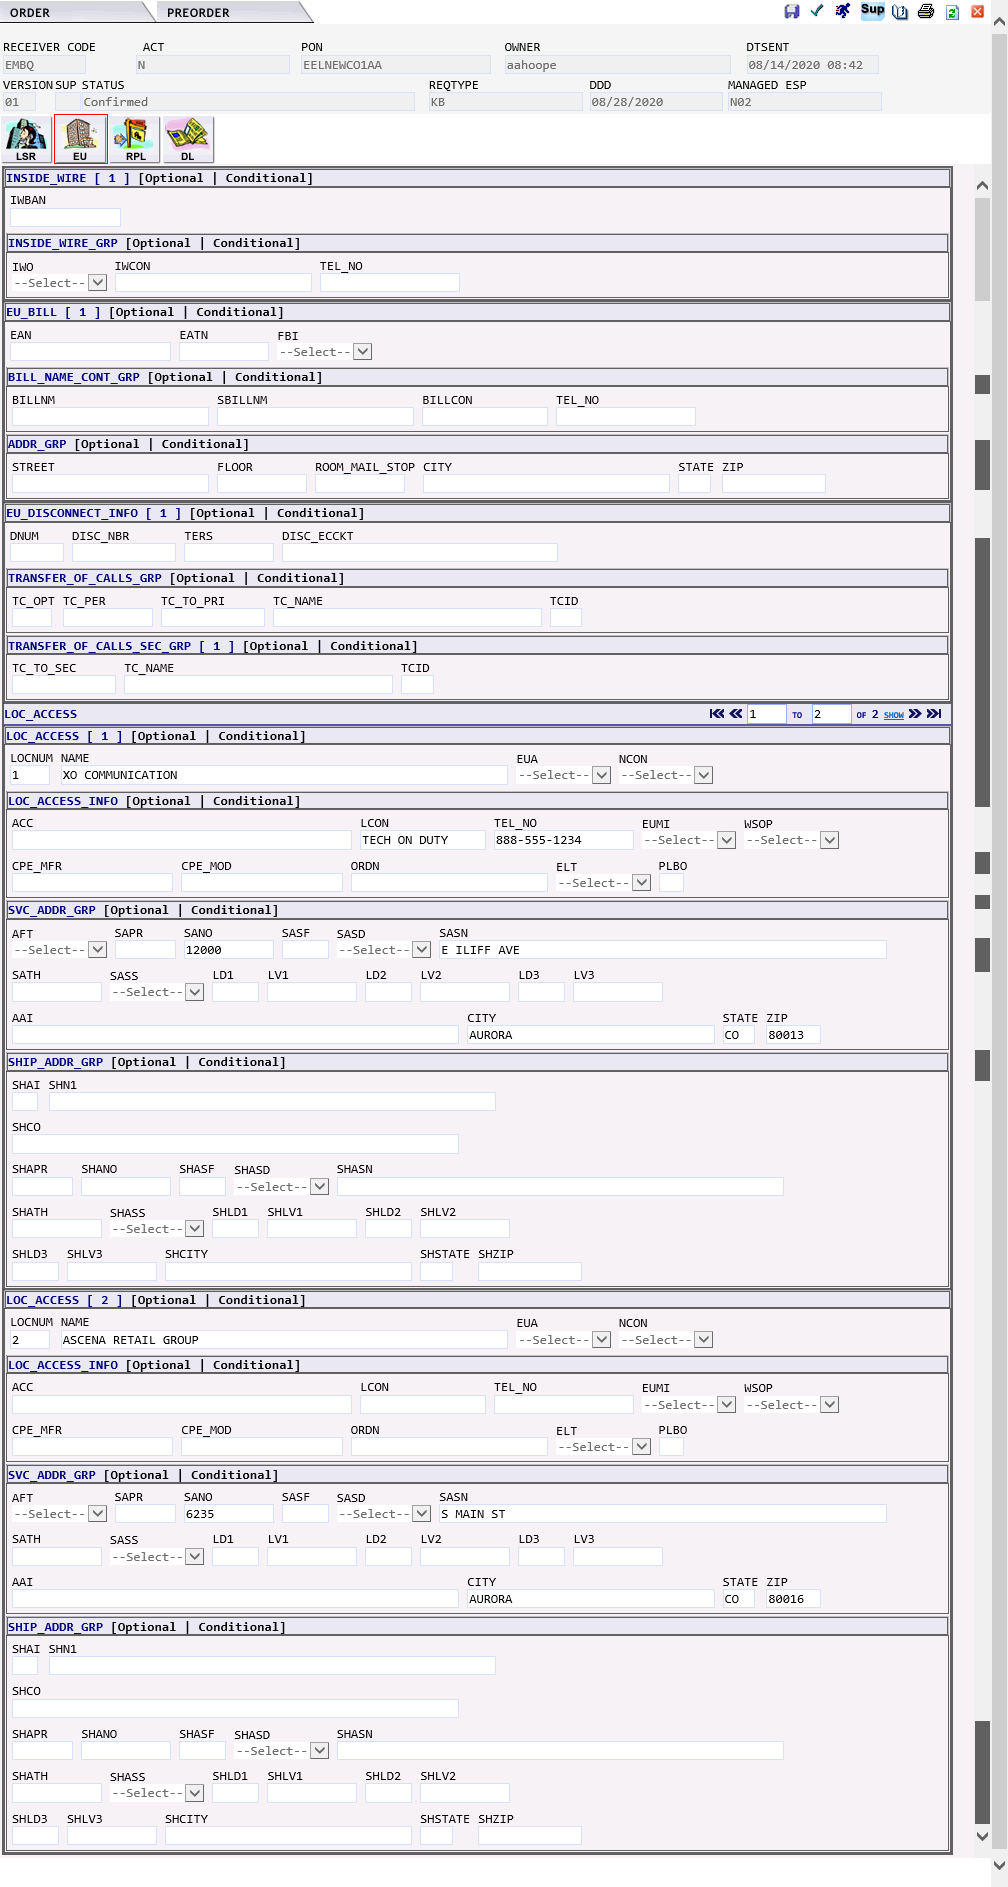 ORDER PREORDER Sup
RECEIVER CODE ACT PON OWNER DTSENT
EMBQ N EELNEWCO1AA aahoope 08/14/2020 08:42
VERSION SUP STATUS REQTYPE DDD MANAGED ESP
01 Confirmed KB 08/28/2020 N02
LSR EU RPL DL
INSIDE_WIRE [ 1 ] [Optional | Conditional]
IWBAN
INSIDE_WIRE_GRP [Optional | Conditional]
IWO IWCON TEL_NO
--Select--
EU_BILL [ 1 ] [Optional | Conditional]
EAN EATN FBI
--Select--
BILL_NAME_CONT_GRP [Optional | Conditional]
BILLNM SBILLNM BILLCON TEL_NO
ADDR_GRP [Optional | Conditional]
STREET FLOOR ROOM_MAIL_STOP CITY STATE ZIP
EU_DISCONNECT_INFO [ 1 ] [Optional | Conditional]
DNUM DISC_NBR TERS DISC_ECCKT
TRANSFER_OF_CALLS_GRP [Optional | Conditional]
TC_OPT TC_PER TC_TO_PRI TC_NAME TCID
TRANSFER_OF_CALLS_SEC_GRP [ 1 ] [Optional | Conditional]
TC_TO_SEC TC_NAME TCID
LOC_ACCESS 1 TO 2 OF 2 SHOW
LOC_ACCESS [ 1 ] [Optional | Conditional]
LOCNUM NAME EUA NCON
1 XO COMMUNICATION --Select-- --Select--
LOC_ACCESS_INFO [Optional | Conditional]
ACC LCON TEL_NO EUMI WSOP
TECH ON DUTY 888-555-1234 --Select-- --Select--
CPE_MFR CPE_MOD ORDN ELT PLBO
--Select--
SVC_ADDR_GRP [Optional | Conditional]
AFT SAPR SANO SASF SASD SASN
--Select-- 12000 --Select-- E ILIFF AVE
SATH SASS LD1 LV1 LD2 LV2 LD3 LV3
--Select--
AAI CITY STATE ZIP
AURORA CO 80013
SHIP_ADDR_GRP [Optional | Conditional]
SHAI SHN1
SHCO
SHAPR SHANO SHASF SHASD SHASN
--Select--
SHATH SHASS SHLD1 SHLV1 SHLD2 SHLV2
--Select--
SHLD3 SHLV3 SHCITY SHSTATE SHZIP
LOC_ACCESS [ 2 ] [Optional | Conditional]
LOCNUM NAME EUA NCON
2 ASCENA RETAIL GROUP --Select-- --Select--
LOC_ACCESS_INFO [Optional | Conditional]
ACC LCON TEL_NO EUMI WSOP
--Select-- --Select--
CPE_MFR CPE_MOD ORDN ELT PLBO
--Select--
SVC_ADDR_GRP [Optional | Conditional]
AFT SAPR SANO SASF SASD SASN
--Select-- 6235 --Select-- S MAIN ST
SATH SASS LD1 LV1 LD2 LV2 LD3 LV3
--Select--
AAI CITY STATE ZIP
AURORA CO 80016
SHIP_ADDR_GRP [Optional | Conditional]
SHAI SHN1
SHCO
SHAPR SHANO SHASF SHASD SHASN
--Select--
SHATH SHASS SHLD1 SHLV1 SHLD2 SHLV2
--Select--
SHLD3 SHLV3 SHCITY SHSTATE SHZIP